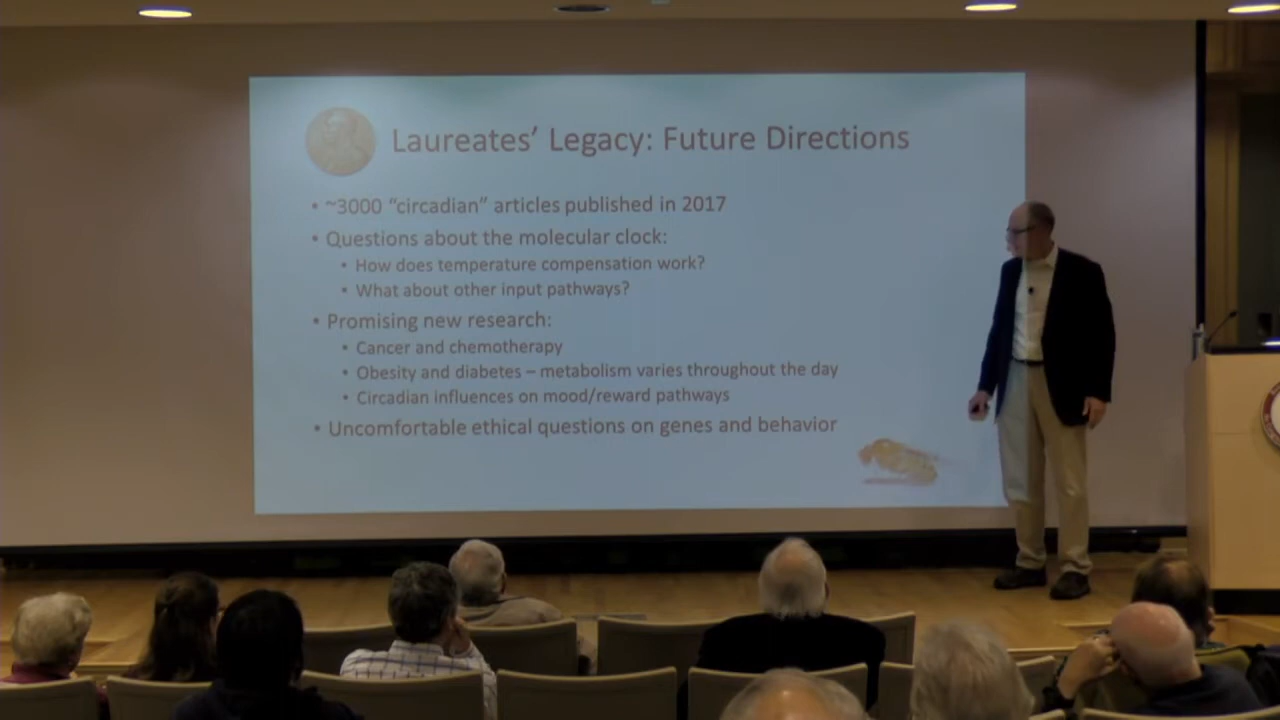 Laureates' Legacy: Future Directions
• ~3000 "circadian" articles published in 2017
• Questions about the molecular clock:
• How does temperature compensation work?
• What about other input pathways?
• Promising new research:
• Cancer and chemotherapy
• Obesity and diabetes – metabolism varies throughout the day
• Circadian influences on mood/reward pathways
• Uncomfortable ethical questions on genes and behavior